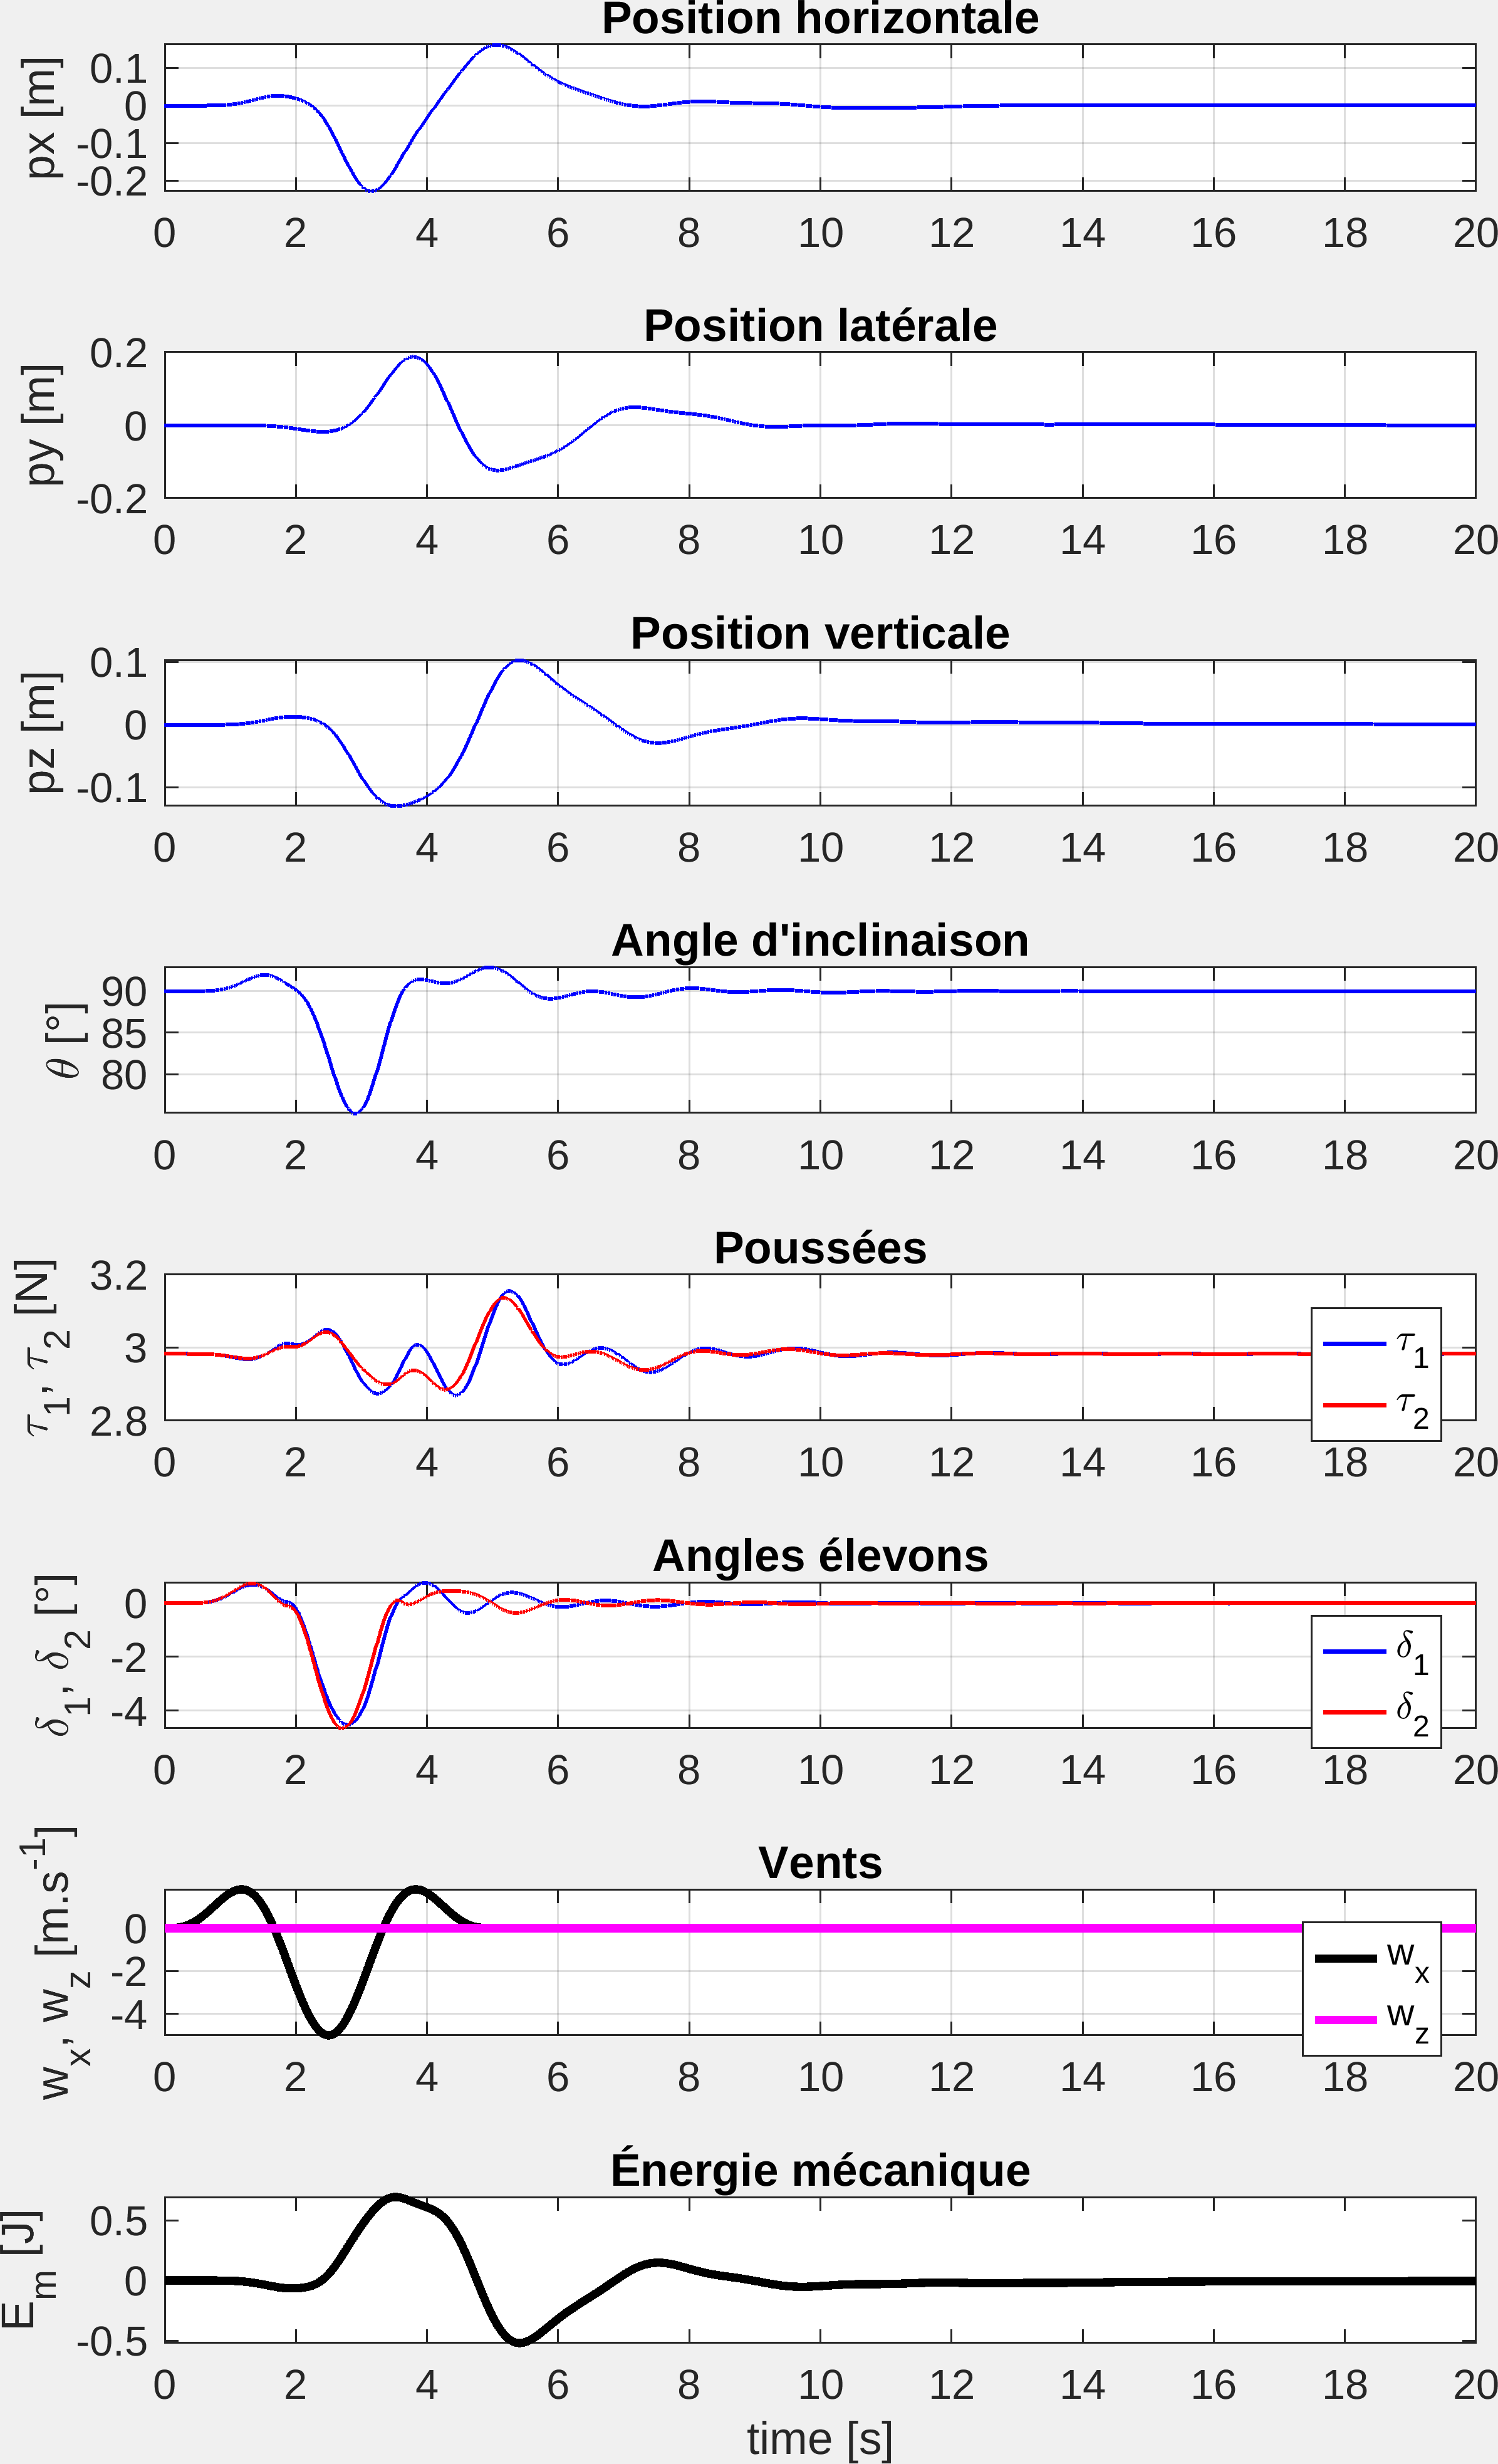 Position horizontale
px [m]
0.1
0
-0.1
-0.2
0 2 4 6 8 10 12 14 16 18 20
Position latérale
py [m]
0.2
0
-0.2
0 2 4 6 8 10 12 14 16 18 20
Position verticale
pz [m]
0.1
0
-0.1
0 2 4 6 8 10 12 14 16 18 20
Angle d'inclinaison
θ [°]
90
85
80
0 2 4 6 8 10 12 14 16 18 20
Poussées
τ1, τ2 [N]
3.2
3
2.8
τ1
τ2
0 2 4 6 8 10 12 14 16 18 20
Angles élevons
δ1, δ2 [°]
0
-2
-4
δ1
δ2
0 2 4 6 8 10 12 14 16 18 20
Vents
wx, wz [m.s-1]
0
-2
-4
wx
wz
0 2 4 6 8 10 12 14 16 18 20
Énergie mécanique
Em [J]
0.5
0
-0.5
0 2 4 6 8 10 12 14 16 18 20
time [s]